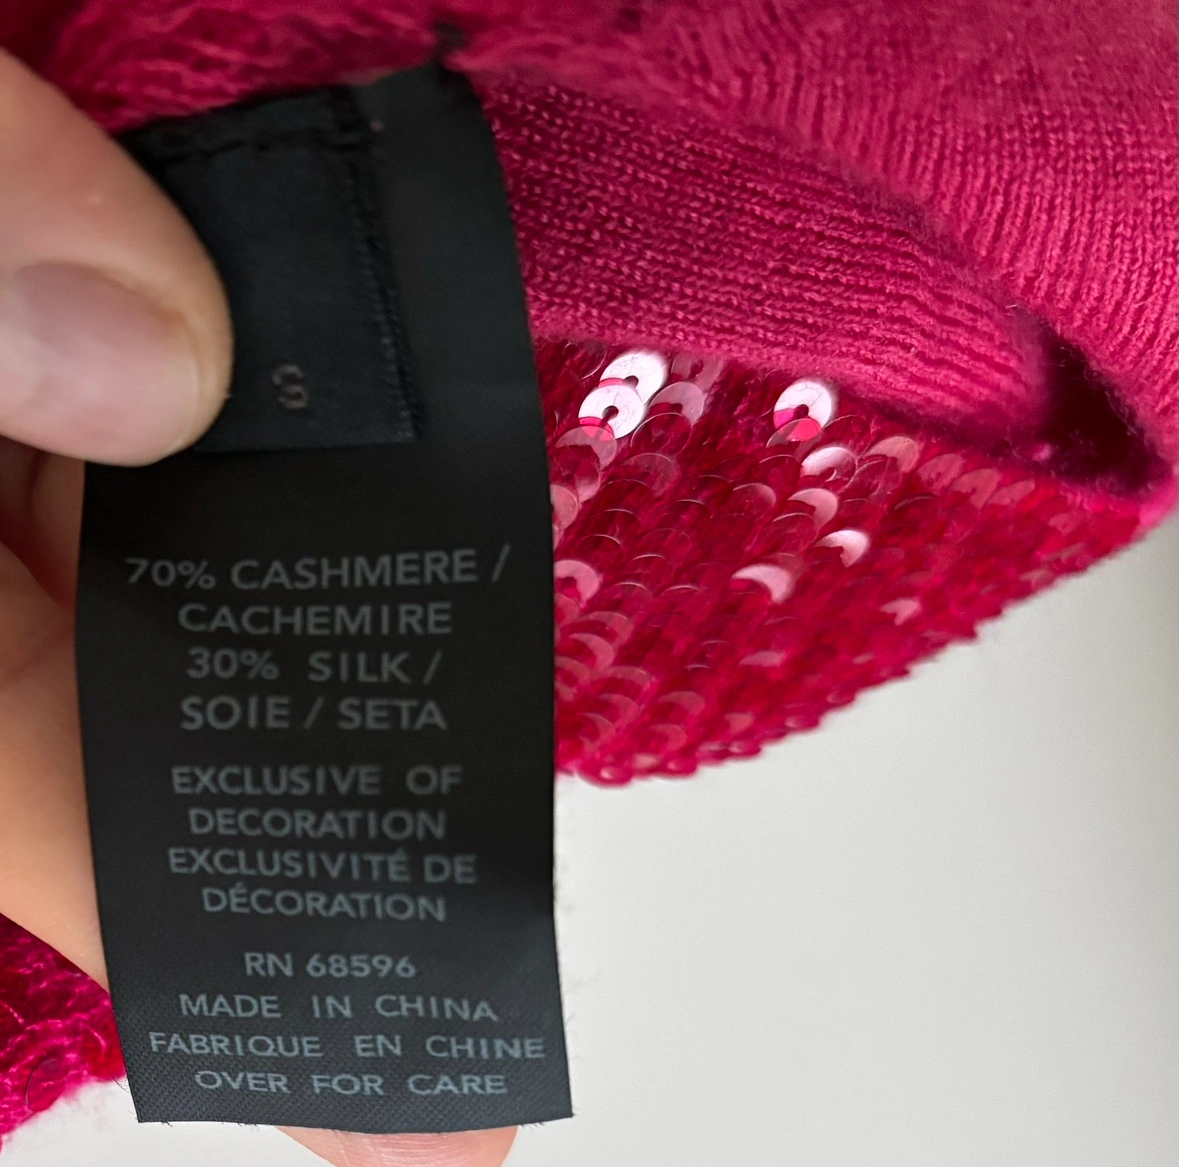 S
70% CASHMERE /
CACHEMIRE
30% SILK /
SOIE / SETA
EXCLUSIVE OF
DECORATION
EXCLUSIVITÉ DE
DÉCORATION
RN 68596
MADE IN CHINA
FABRIQUE EN CHINE
OVER FOR CARE